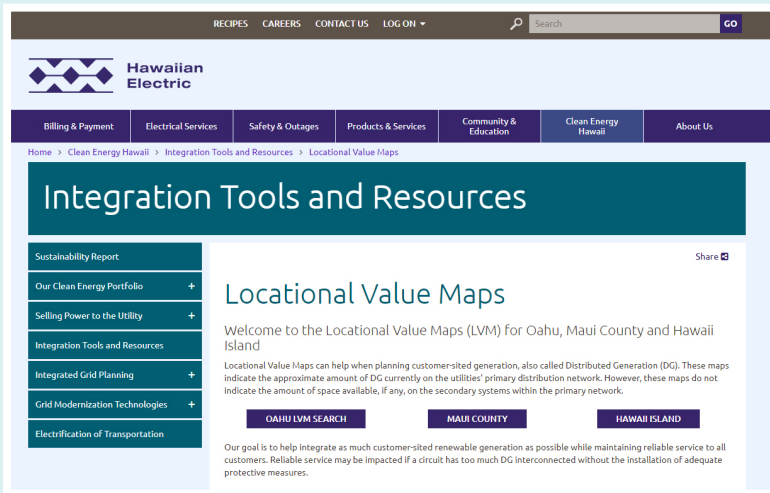 RECIPES CAREERS CONTACT US LOG ON Search GO
Hawaiian
Electric
Billing & Payment Electrical Services Safety & Outages Products & Services Community & Education Clean Energy Hawaii About Us
Home > Clean Energy Hawaii > Integration Tools and Resources > Locational Value Maps
Integration Tools and Resources
Sustainability Report
Our Clean Energy Portfolio +
Selling Power to the Utility +
Integration Tools and Resources
Integrated Grid Planning +
Grid Modernization Technologies +
Electrification of Transportation
Share
Locational Value Maps
Welcome to the Locational Value Maps (LVM) for Oahu, Maui County and Hawaii
Island
Locational Value Maps can help when planning customer-sited generation, also called Distributed Generation (DG). These maps
indicate the approximate amount of DG currently on the utilities' primary distribution network. However, these maps do not
indicate the amount of space available, if any, on the secondary systems within the primary network.
OAHU LVM SEARCH MAUI COUNTY HAWAII ISLAND
Our goal is to help integrate as much customer-sited renewable generation as possible while maintaining reliable service to all
customers. Reliable service may be impacted if a circuit has too much DG interconnected without the installation of adequate
protective measures.